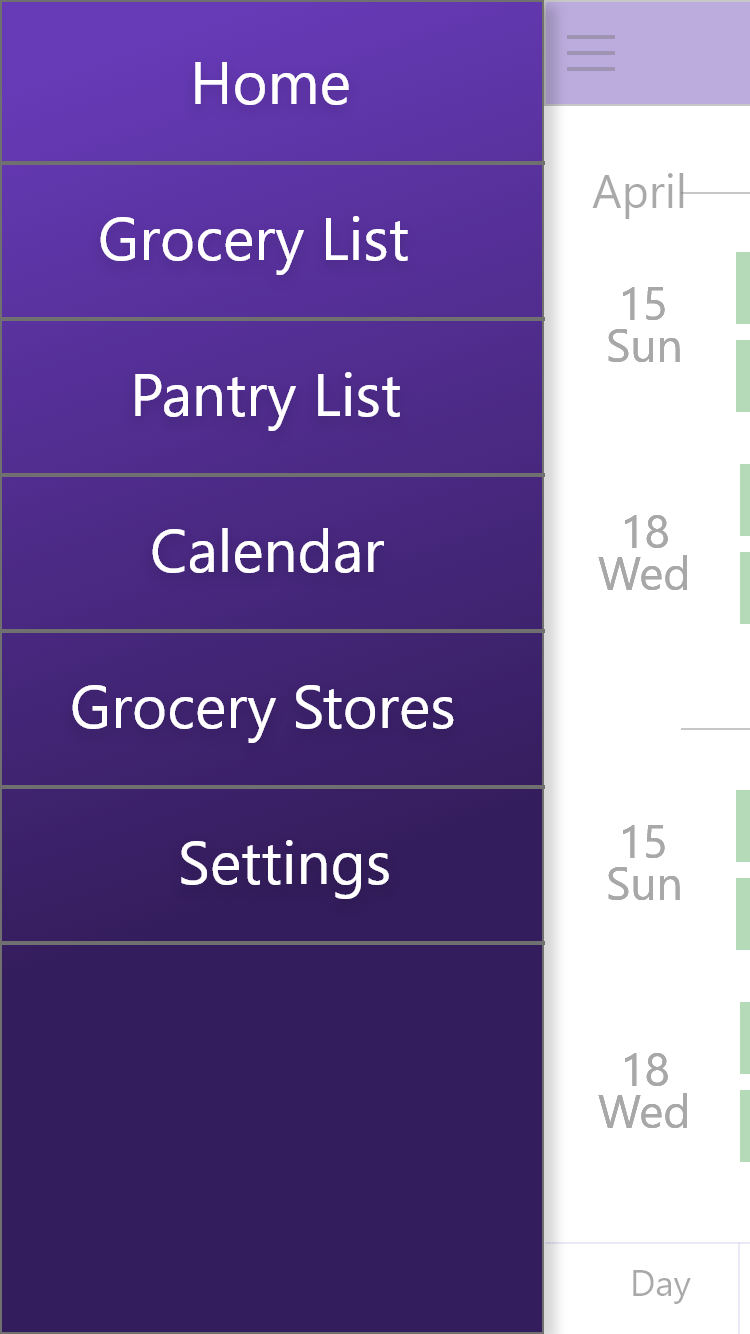 Home
Grocery List
Pantry List
Calendar
Grocery Stores
Settings
April
15
Sun
18
Wed
15
Sun
18
Wed
Day